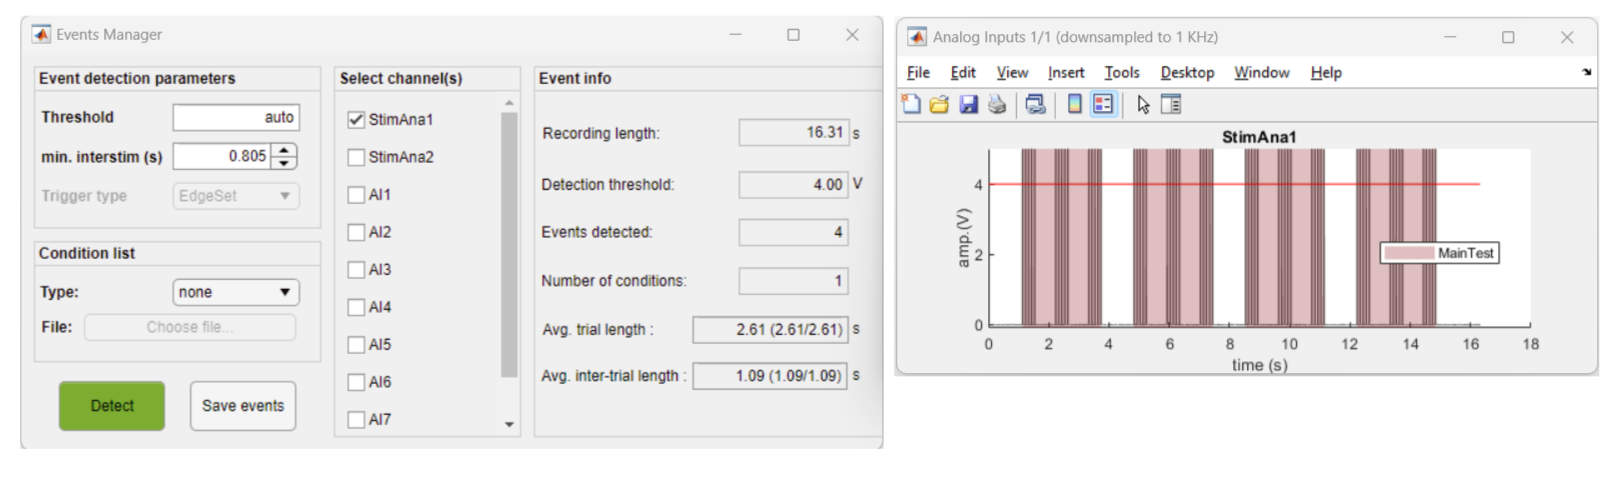 Events Manager
Event detection parameters
Threshold
auto
min. interstim (s)
0.805
Trigger type
EdgeSet
Condition list
Type:
none
File:
Choose file...
Detect
Save events
Select channel(s)
StimAna1
StimAna2
AI1
AI2
AI3
AI4
AI5
AI6
AI7
Event info
Recording length:
16.31 s
Detection threshold:
4.00 V
Events detected:
4
Number of conditions:
1
Avg. trial length :
2.61 (2.61/2.61) s
Avg. inter-trial length :
1.09 (1.09/1.09) s
Analog Inputs 1/1 (downsampled to 1 KHz)
File Edit View Insert Tools Desktop Window Help
StimAna1
4
2
0
amp.(V)
MainTest
0 2 4 6 8 10 12 14 16 18
time (s)